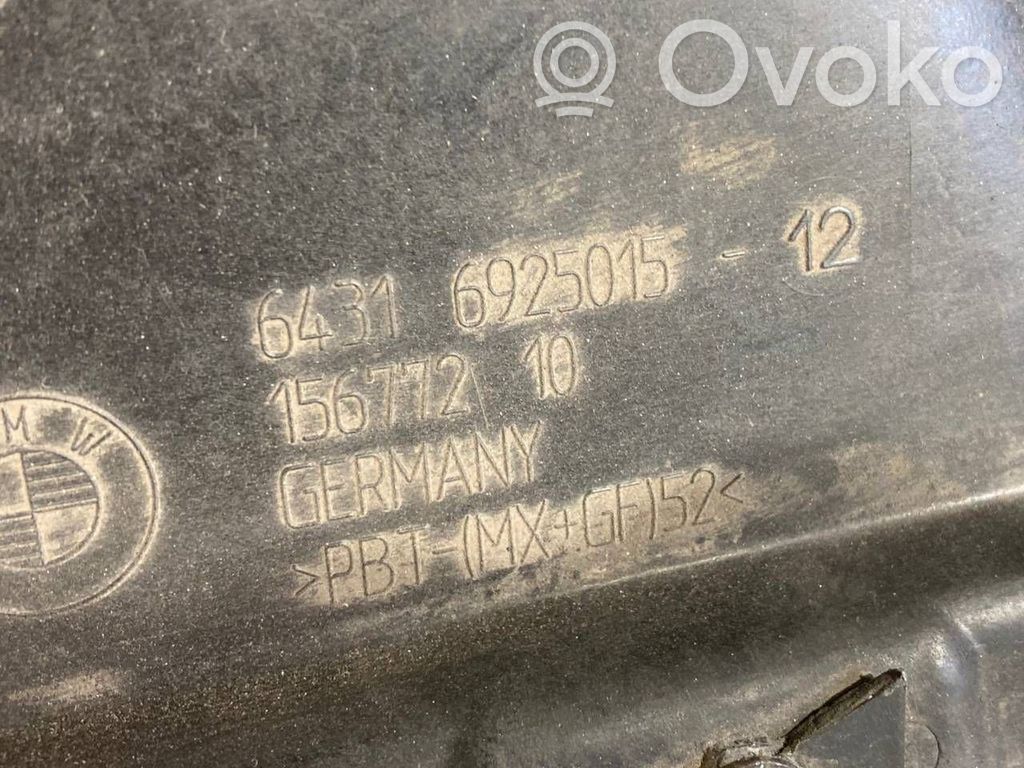 Ovoko
6431 6925015 - 12
156772 10
GERMANY
>PBT-(MX+GF)52<
M W